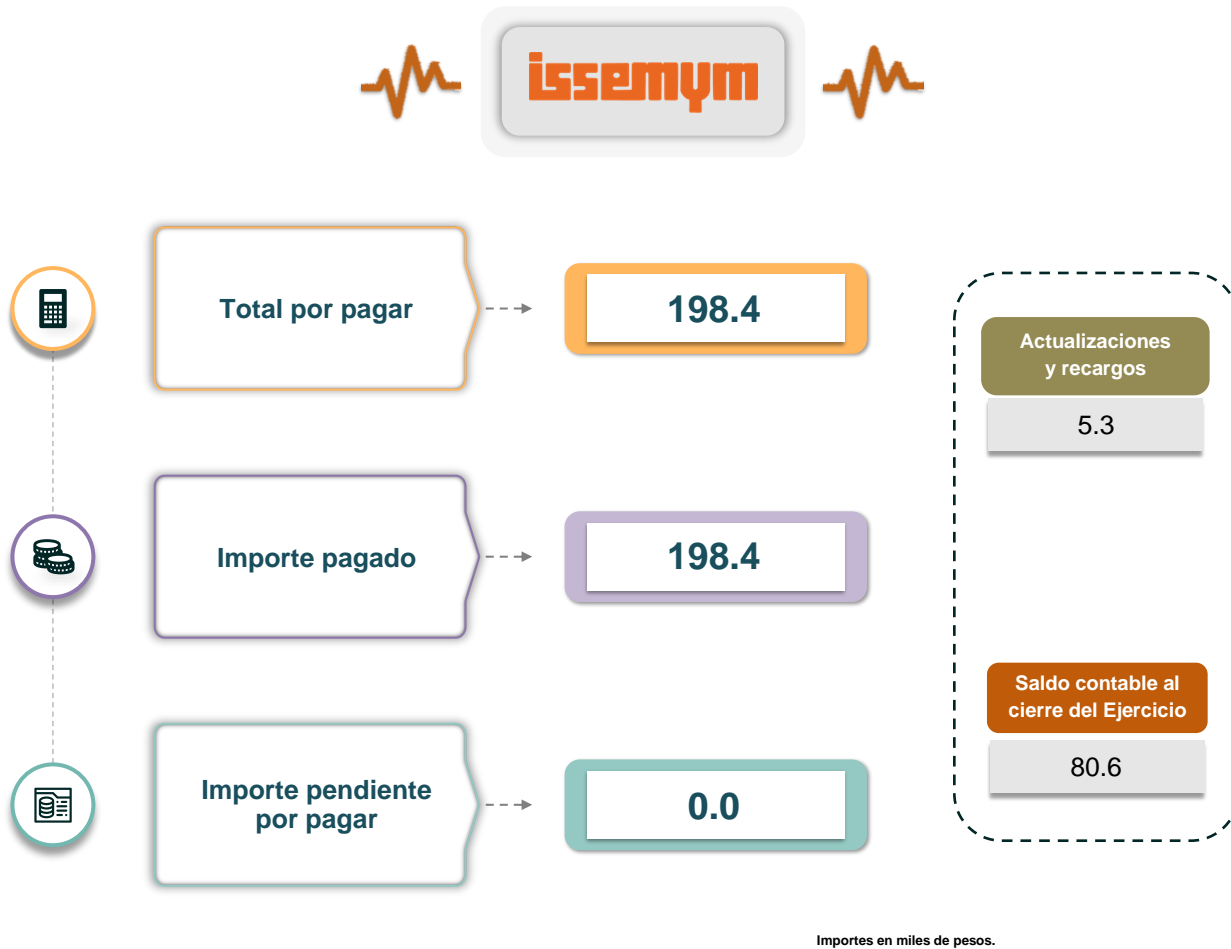 issemym
Total por pagar
198.4
Importe pagado
198.4
Importe pendiente
por pagar
0.0
Actualizaciones
y recargos
5.3
Saldo contable al
cierre del Ejercicio
80.6
Importes en miles de pesos.